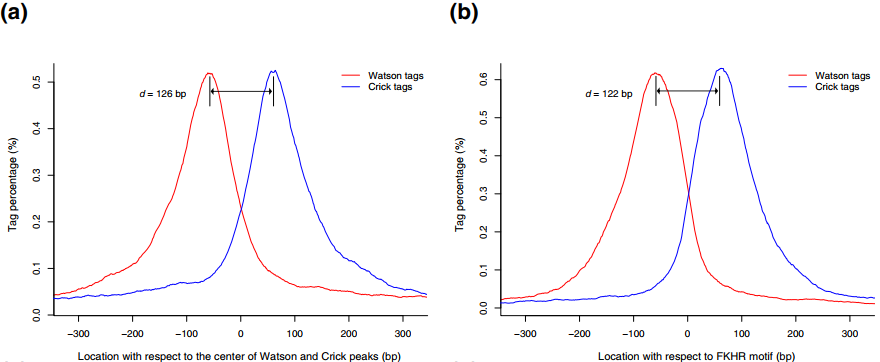 (a)
Tag percentage (%)
0.0
0.1
0.2
0.3
0.4
0.5
d = 126 bp
Watson tags
Crick tags
−300
−200
−100
0
100
200
300
Location with respect to the center of Watson and Crick peaks (bp)
(b)
Tag percentage (%)
0.0
0.1
0.2
0.3
0.4
0.5
0.6
d = 122 bp
Watson tags
Crick tags
−300
−200
−100
0
100
200
300
Location with respect to FKHR motif (bp)